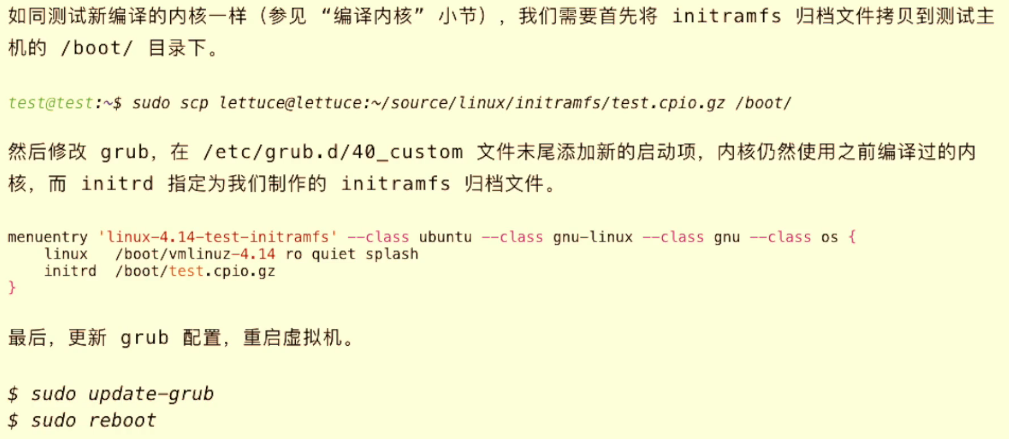 如同测试新编译的内核一样（参见 “编译内核” 小节），我们需要首先将 initramfs 归档文件拷贝到测试主
机的 /boot/ 目录下。
test@test:~$ sudo scp lettuce@lettuce:~/source/linux/initramfs/test.cpio.gz /boot/
然后修改 grub，在 /etc/grub.d/40_custom 文件末尾添加新的启动项，内核仍然使用之前编译过的内
核，而 initrd 指定为我们制作的 initramfs 归档文件。
menuentry 'linux-4.14-test-initramfs' --class ubuntu --class gnu-linux --class gnu --class os {
    linux   /boot/vmlinuz-4.14 ro quiet splash
    initrd  /boot/test.cpio.gz
}
最后，更新 grub 配置，重启虚拟机。
$ sudo update-grub
$ sudo reboot